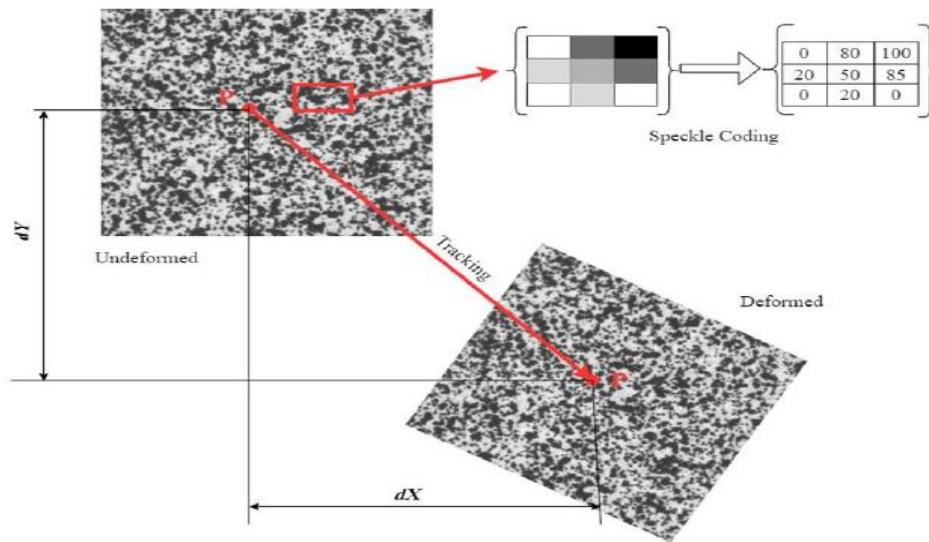 0 80 100
20 50 85
0 20 0
Speckle Coding
P
dY
Undeformed
Tracking
Deformed
P
dX